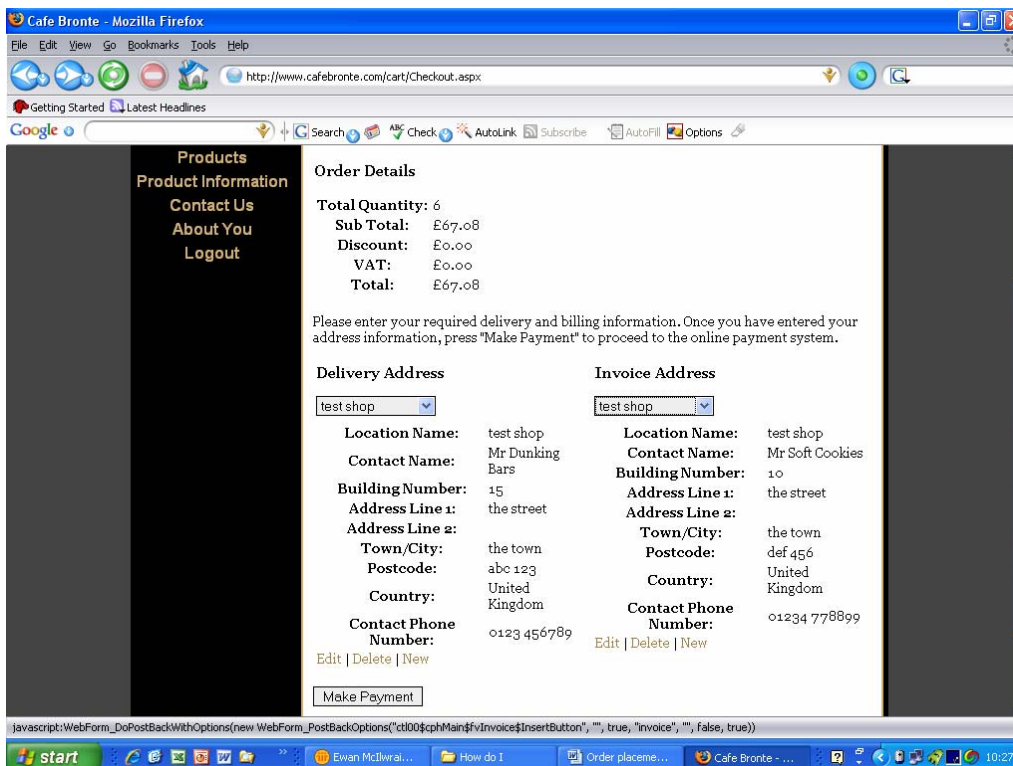 Cafe Bronte - Mozilla Firefox
File Edit View Go Bookmarks Tools Help
http://www.cafebronte.com/cart/Checkout.aspx
Getting Started Latest Headlines
Google Search ABC Check AutoLink Subscribe AutoFill Options
Products
Product Information
Contact Us
About You
Logout
Order Details
Total Quantity: 6
Sub Total: £67.08
Discount: £0.00
VAT: £0.00
Total: £67.08
Please enter your required delivery and billing information. Once you have entered your
address information, press "Make Payment" to proceed to the online payment system.
Delivery Address
test shop
Location Name: test shop
Contact Name: Mr Dunking
Bars
Building Number: 15
Address Line 1: the street
Address Line 2:
Town/City: the town
Postcode: abc 123
Country: United
Kingdom
Contact Phone
Number: 0123 456789
Edit | Delete | New
Invoice Address
test shop
Location Name: test shop
Contact Name: Mr Soft Cookies
Building Number: 10
Address Line 1: the street
Address Line 2:
Town/City: the town
Postcode: def 456
Country: United
Kingdom
Contact Phone
Number: 01234 778899
Edit | Delete | New
Make Payment
javascript:WebForm_DoPostBackWithOptions(new WebForm_PostBackOptions("ctl00$cphMain$fvInvoice$InsertButton", "", true, "invoice", "", false, true))
start Ewan McIlwrai... How do I Order placeme... Cafe Bronte - ... 10:27